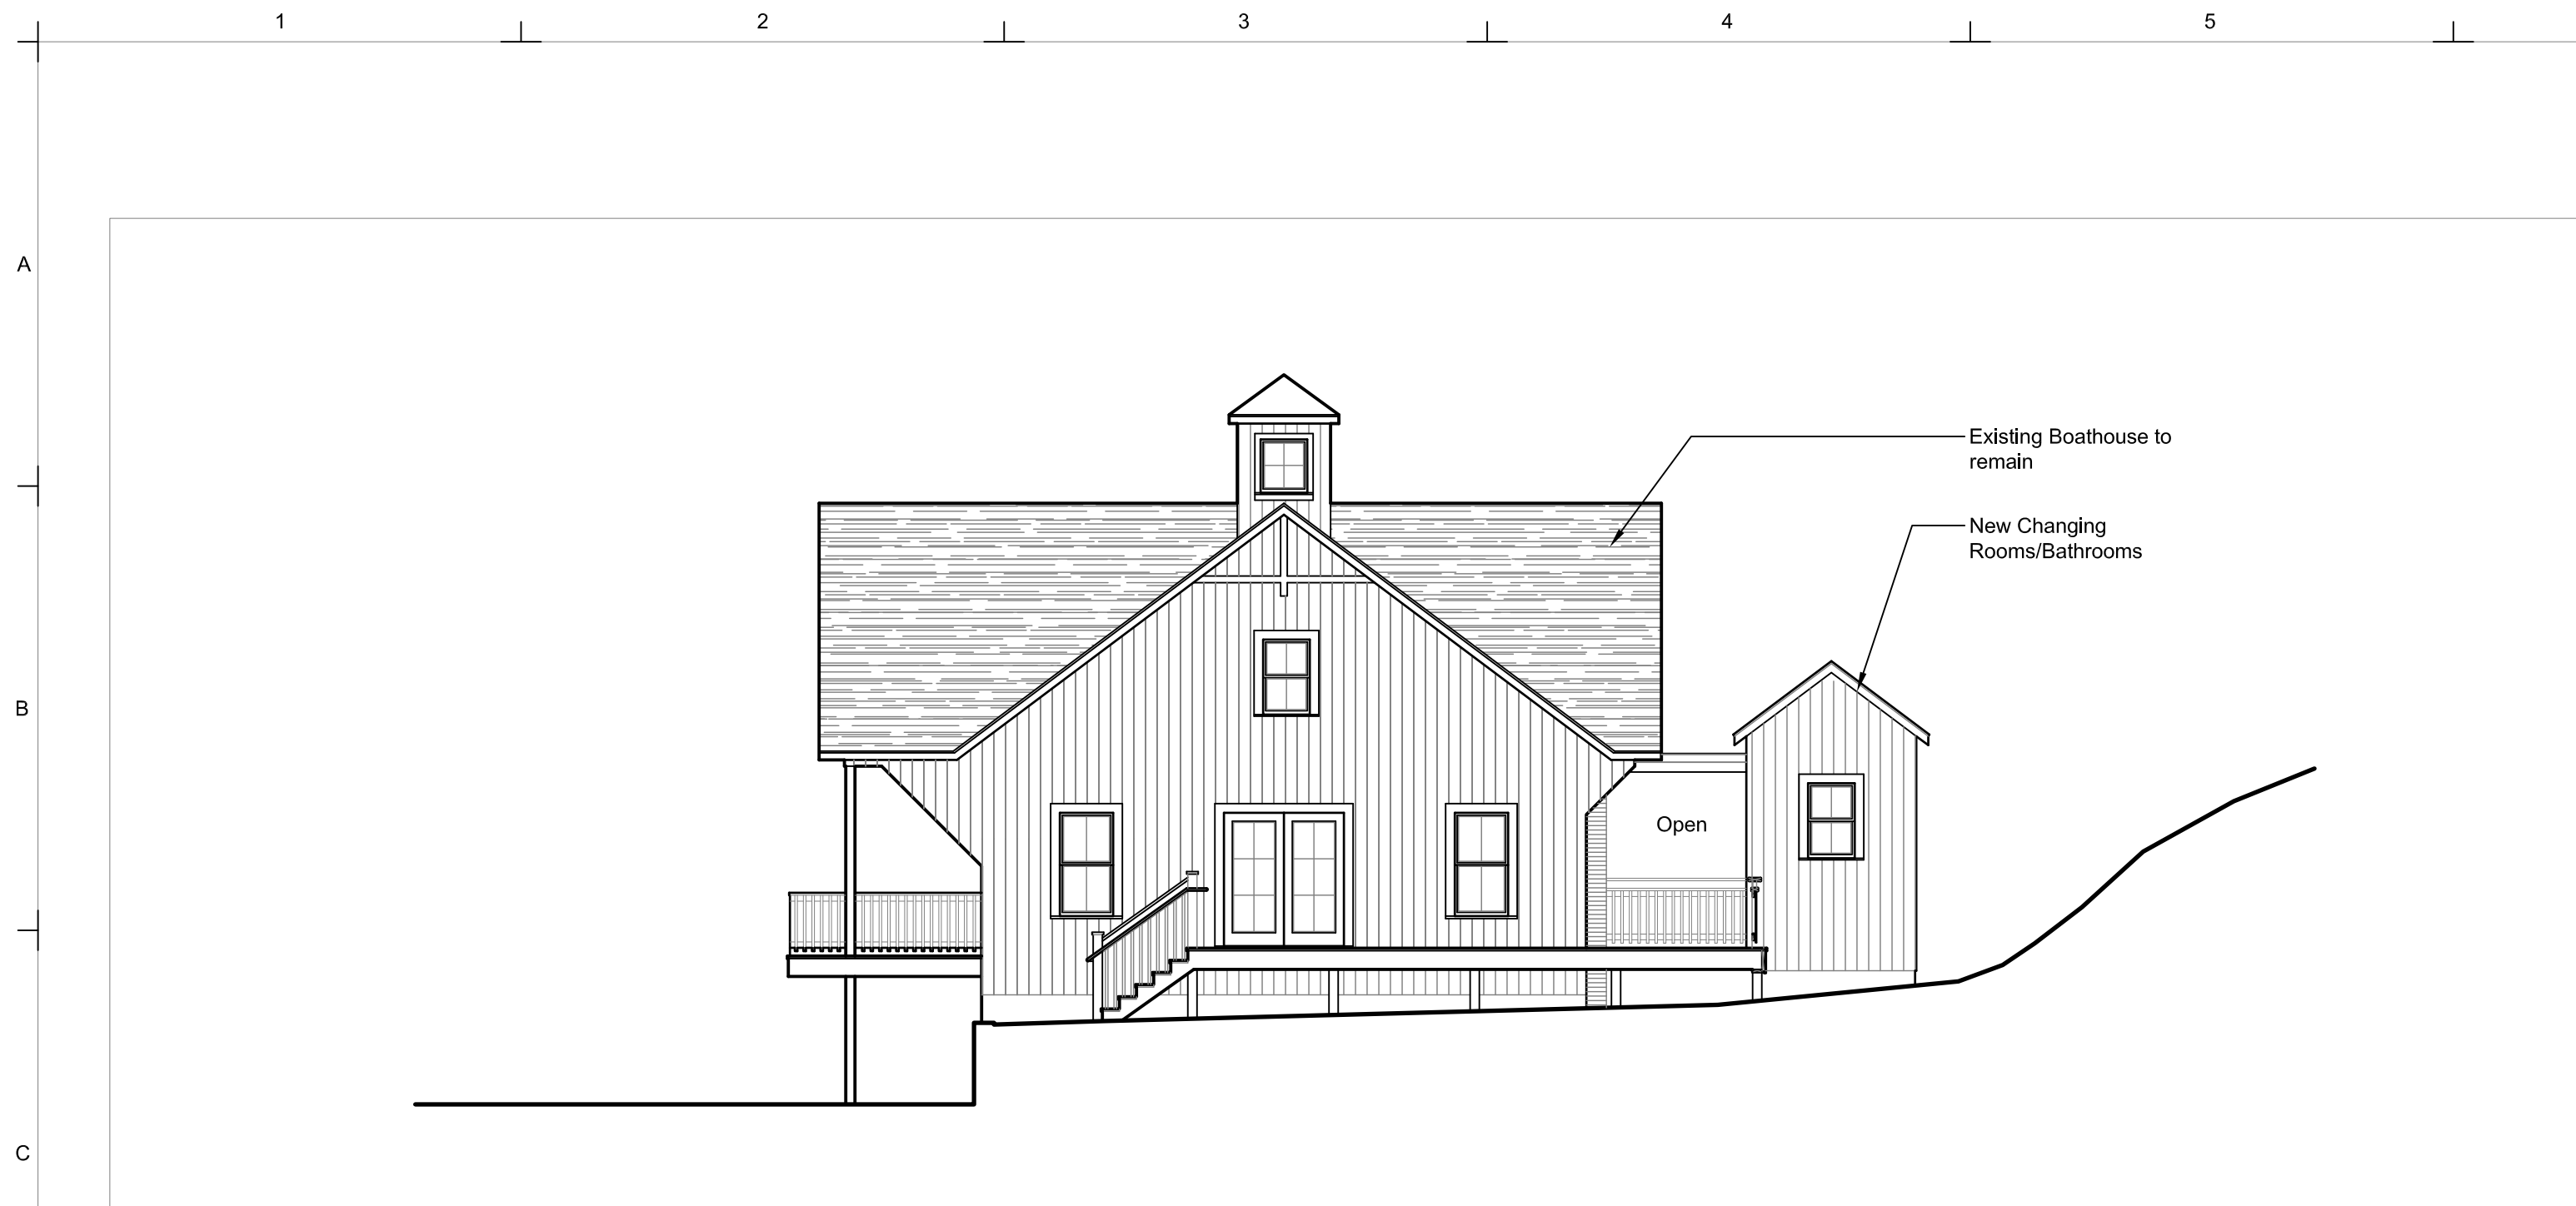 1 2 3 4 5
A
Existing Boathouse to
remain
New Changing
Rooms/Bathrooms
B
Open
C